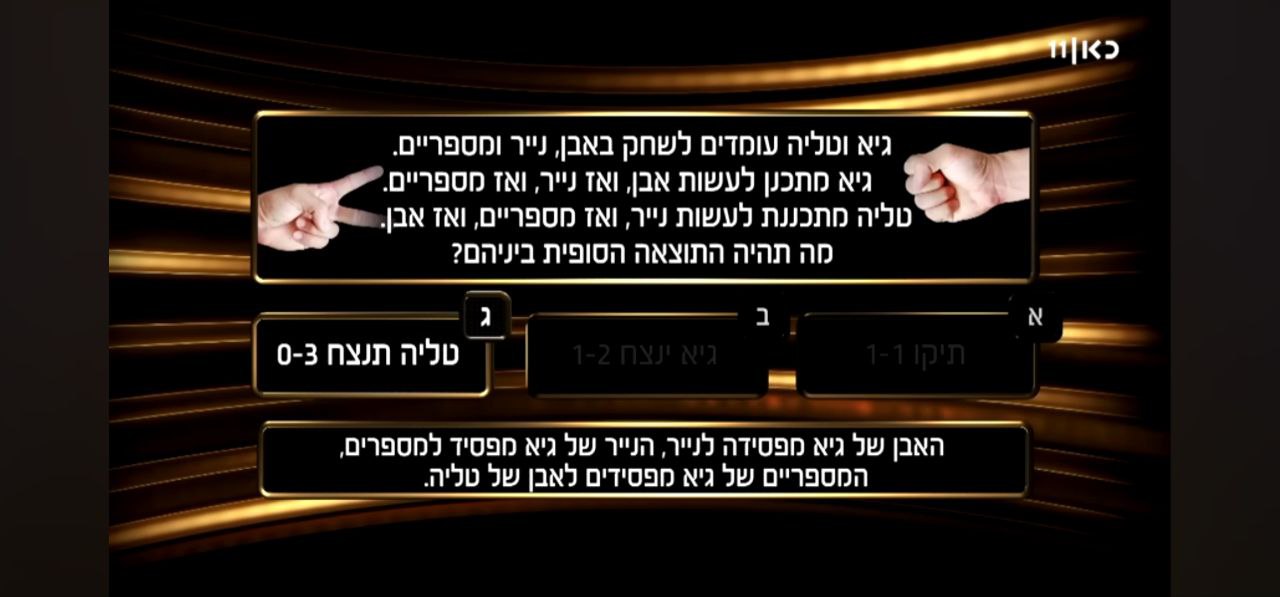 כאן 11
גיא וטליה עומדים לשחק באבן, נייר ומספריים.
גיא מתכנן לעשות אבן, ואז נייר, ואז מספריים.
טליה מתכננת לעשות נייר, ואז מספריים, ואז אבן.
מה תהיה התוצאה הסופית ביניהם?
א
תיקו 1-1
ב
גיא ינצח 1-2
ג
טליה תנצח 0-3
האבן של גיא מפסידה לנייר, הנייר של גיא מפסיד למספרים,
המספריים של גיא מפסידים לאבן של טליה.